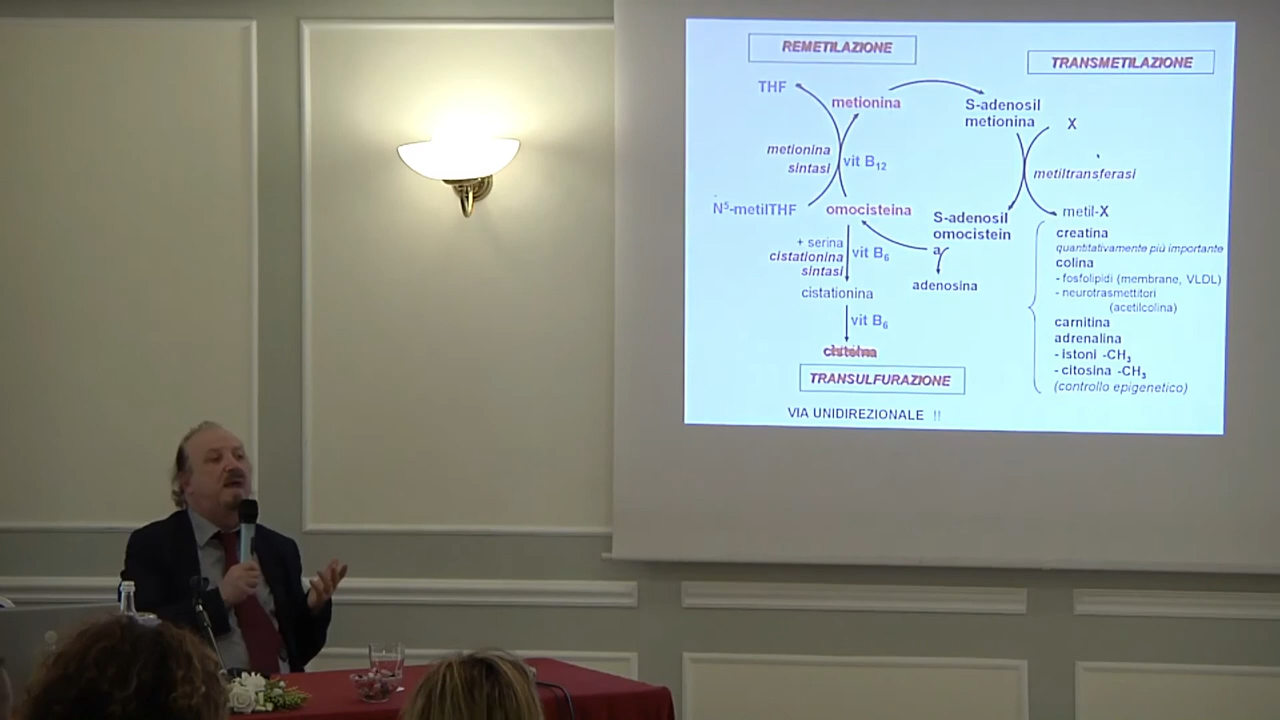 REMETILAZIONE
TRANSMETILAZIONE
THF
metionina
S-adenosil
metionina
X
metionina
sintasi
vit B12
metiltransferasi
N5-metilTHF
omocisteina
S-adenosil
omocistein
a
metil-X
+ serina
cistationina
sintasi
vit B6
adenosina
cistationina
vit B6
creatina
quantitativamente più importante
colina
- fosfolipidi (membrane, VLDL)
- neurotrasmettitori
(acetilcolina)
carnitina
adrenalina
- istoni -CH3
- citosina -CH3
(controllo epigenetico)
TRANSULFURAZIONE
VIA UNIDIREZIONALE !!